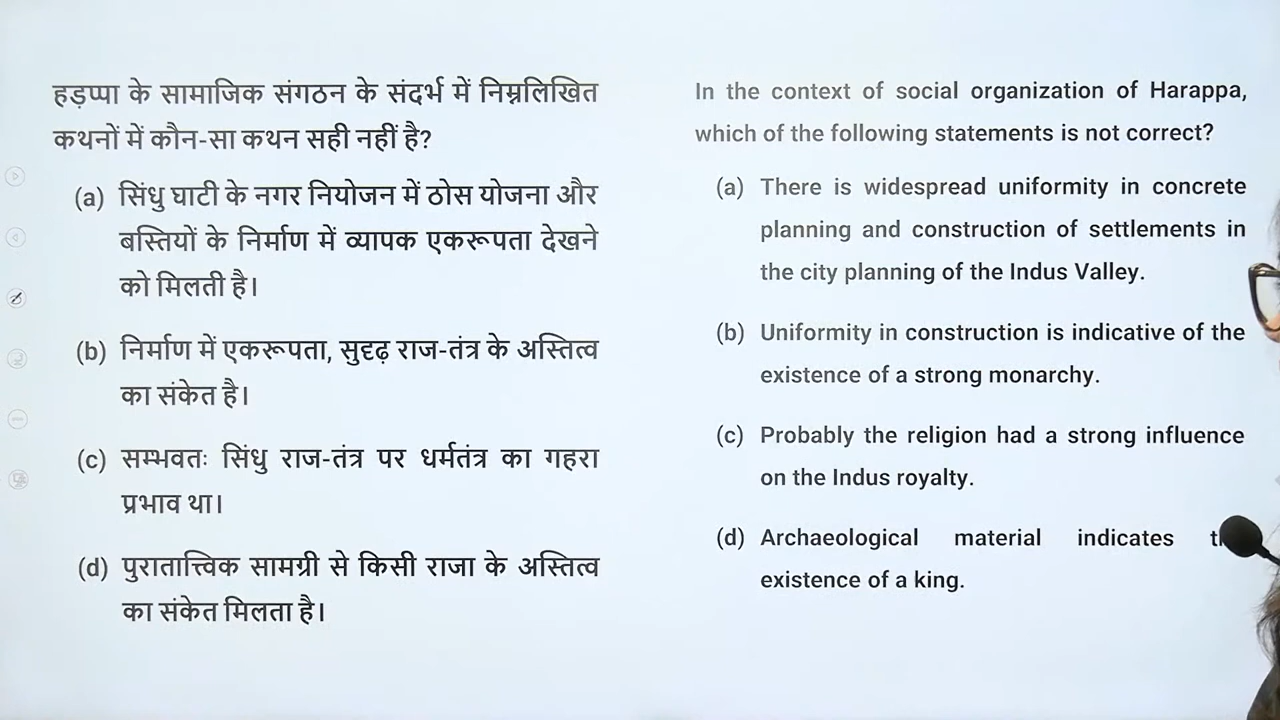 हड़प्पा के सामाजिक संगठन के संदर्भ में निम्नलिखित
कथनों में कौन-सा कथन सही नहीं है?
(a) सिंधु घाटी के नगर नियोजन में ठोस योजना और
बस्तियों के निर्माण में व्यापक एकरूपता देखने
को मिलती है।
(b) निर्माण में एकरूपता, सुदृढ़ राज-तंत्र के अस्तित्व
का संकेत है।
(c) सम्भवतः सिंधु राज-तंत्र पर धर्मतंत्र का गहरा
प्रभाव था।
(d) पुरातात्त्विक सामग्री से किसी राजा के अस्तित्व
का संकेत मिलता है।
In the context of social organization of Harappa,
which of the following statements is not correct?
(a) There is widespread uniformity in concrete
planning and construction of settlements in
the city planning of the Indus Valley.
(b) Uniformity in construction is indicative of the
existence of a strong monarchy.
(c) Probably the religion had a strong influence
on the Indus royalty.
(d) Archaeological material indicates
existence of a king.